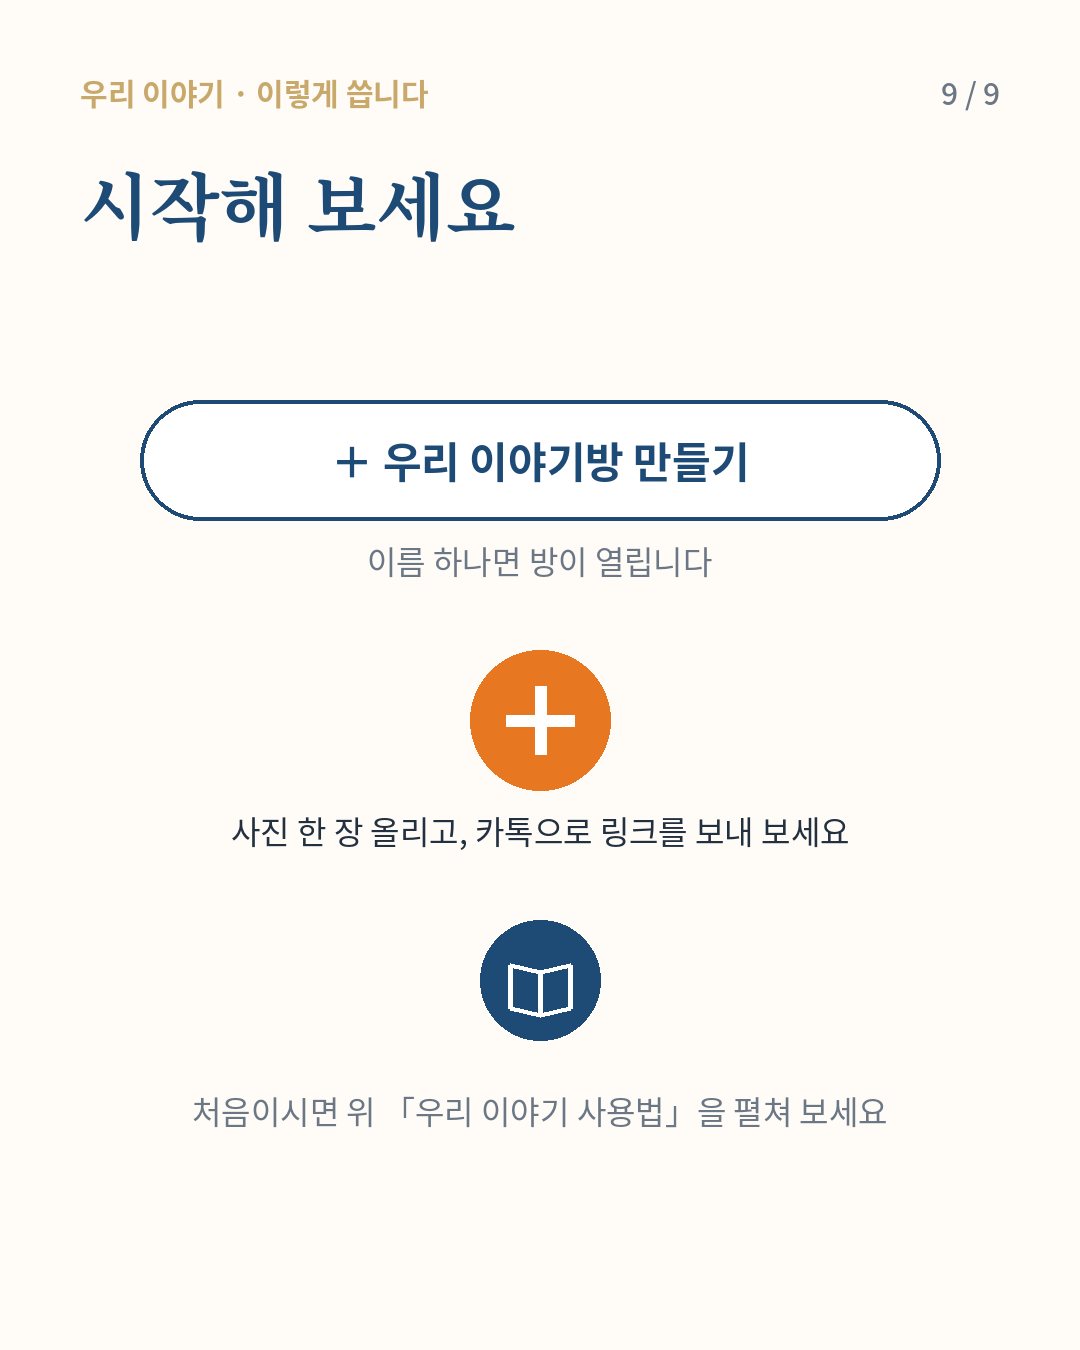 우리 이야기 · 이렇게 씁니다
9 / 9
시작해 보세요
+ 우리 이야기방 만들기
이름 하나면 방이 열립니다
사진 한 장 올리고, 카톡으로 링크를 보내 보세요
처음이시면 위 「우리 이야기 사용법」을 펼쳐 보세요